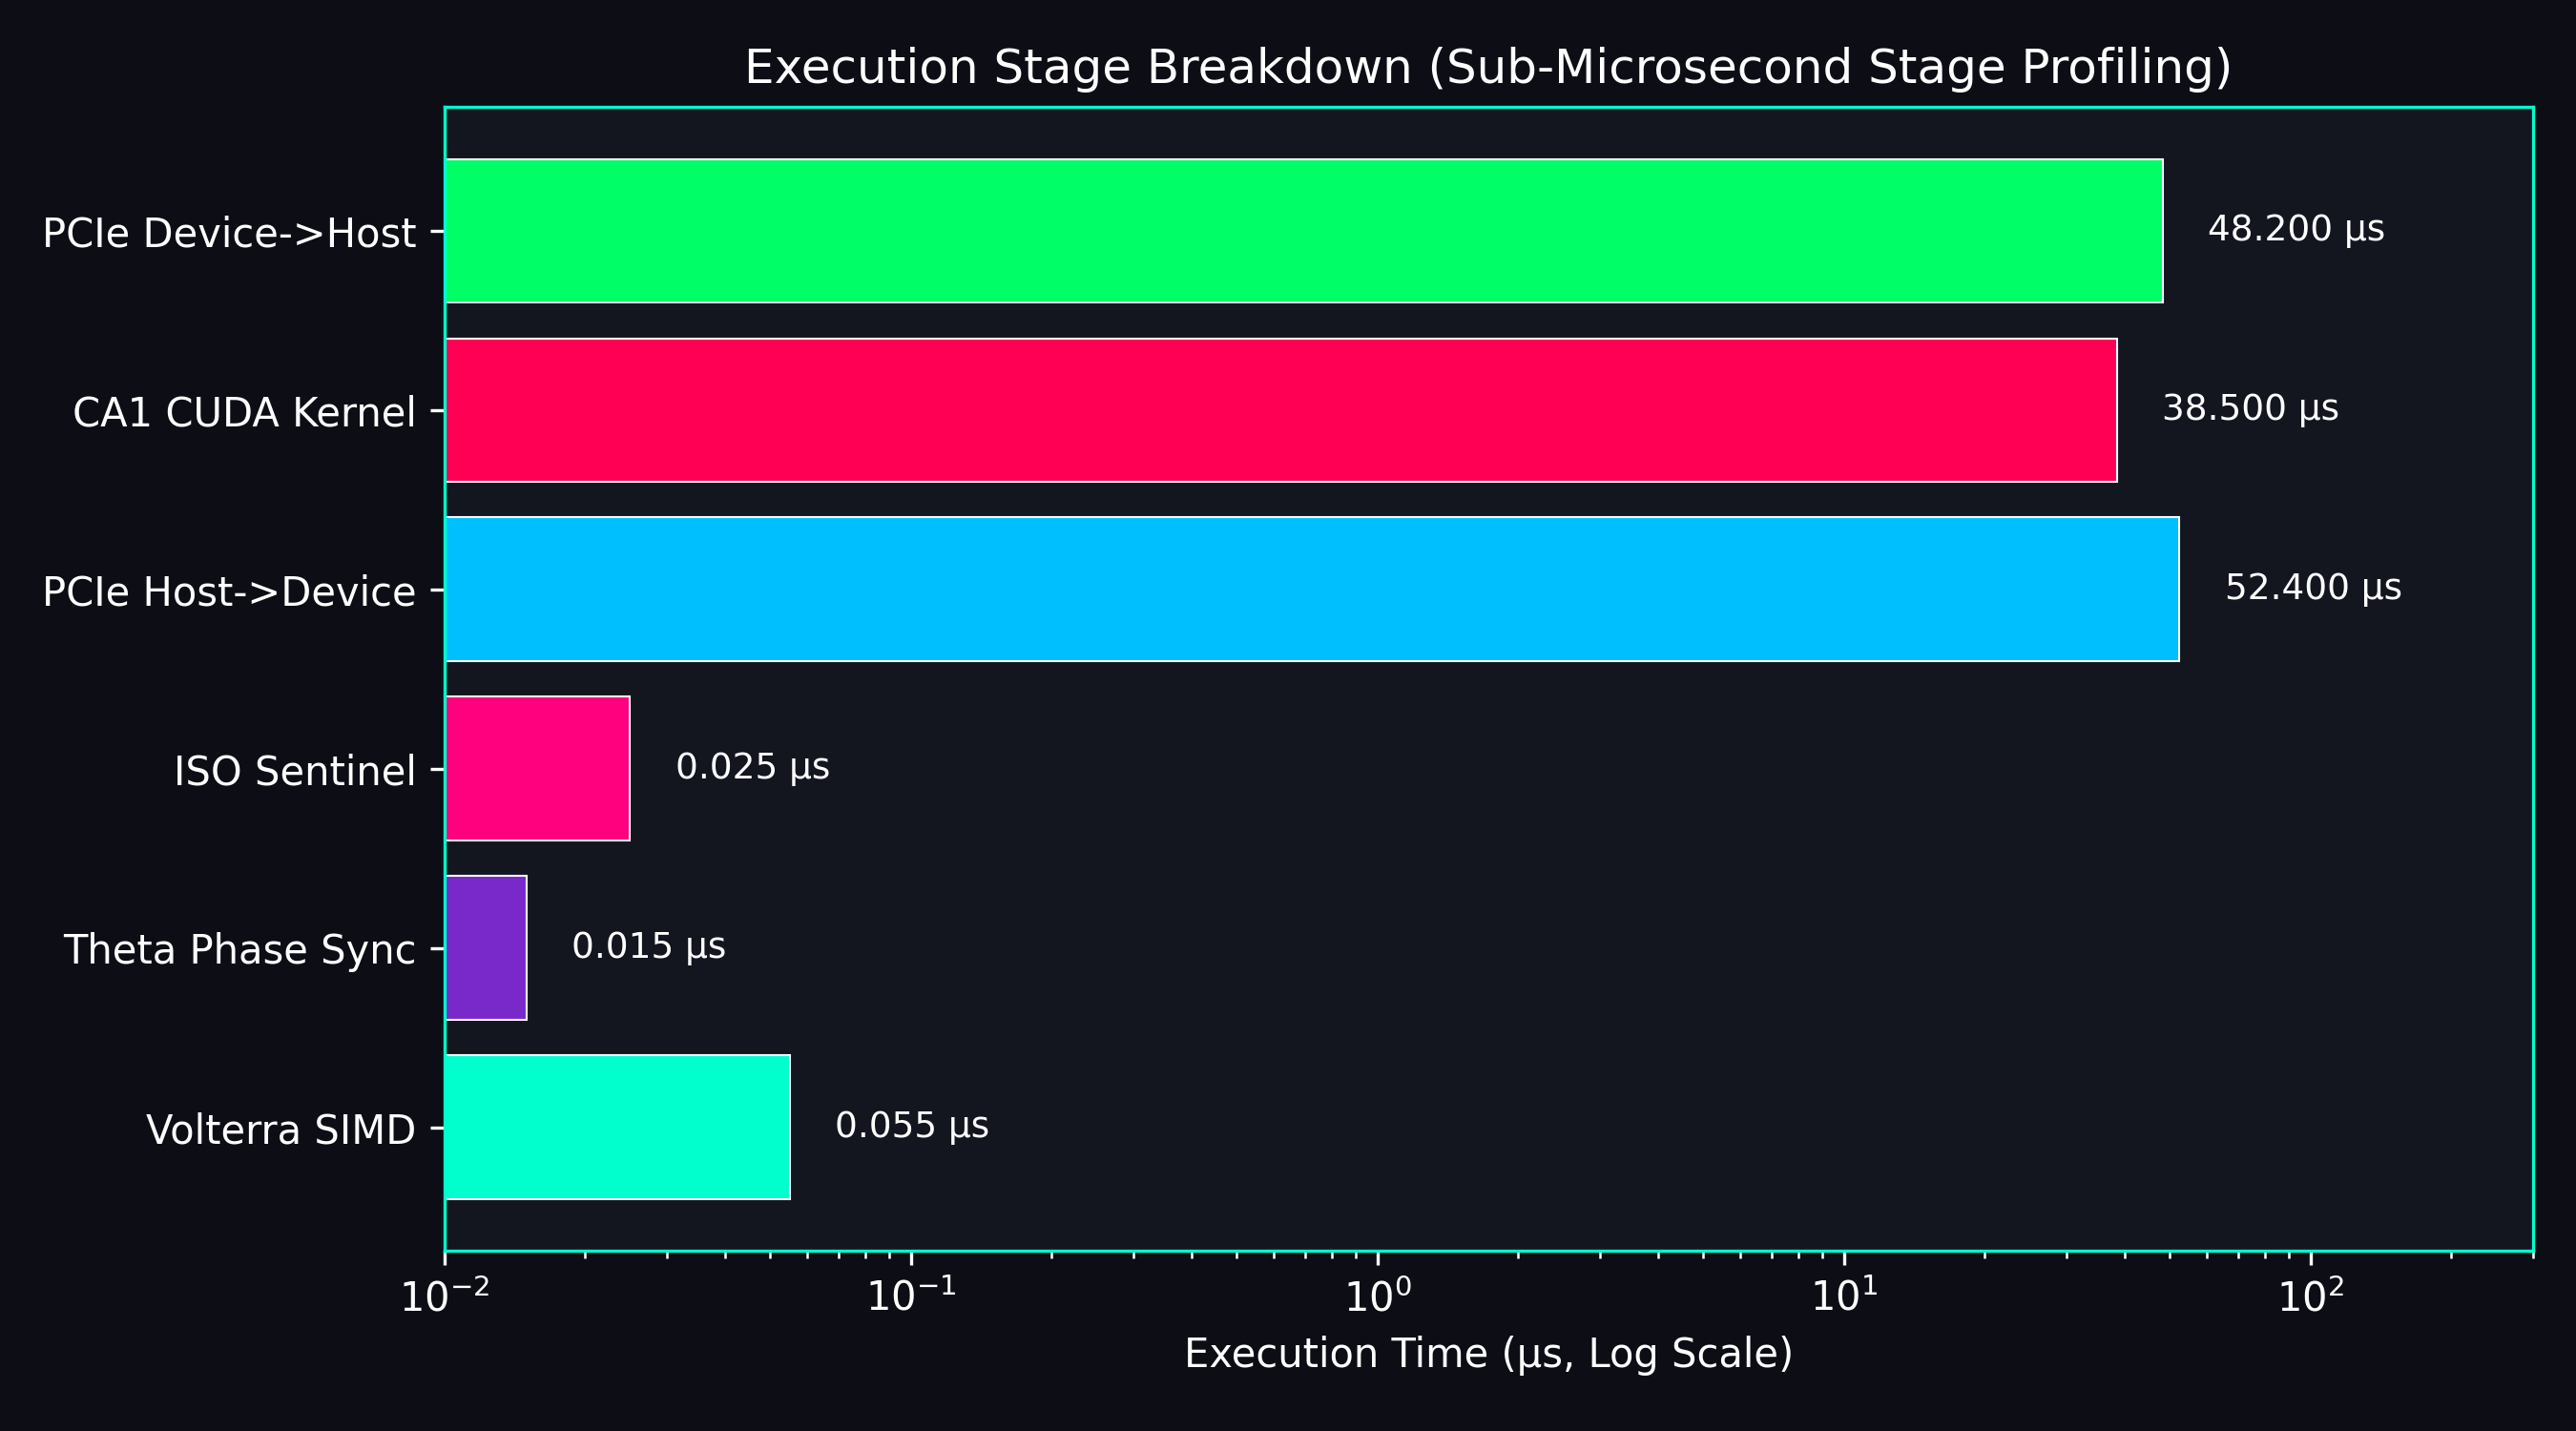 Execution Stage Breakdown (Sub-Microsecond Stage Profiling)
PCIe Device->Host 48.200 µs
CA1 CUDA Kernel 38.500 µs
PCIe Host->Device 52.400 µs
ISO Sentinel 0.025 µs
Theta Phase Sync 0.015 µs
Volterra SIMD 0.055 µs
10⁻² 10⁻¹ 10⁰ 10¹ 10²
Execution Time (µs, Log Scale)